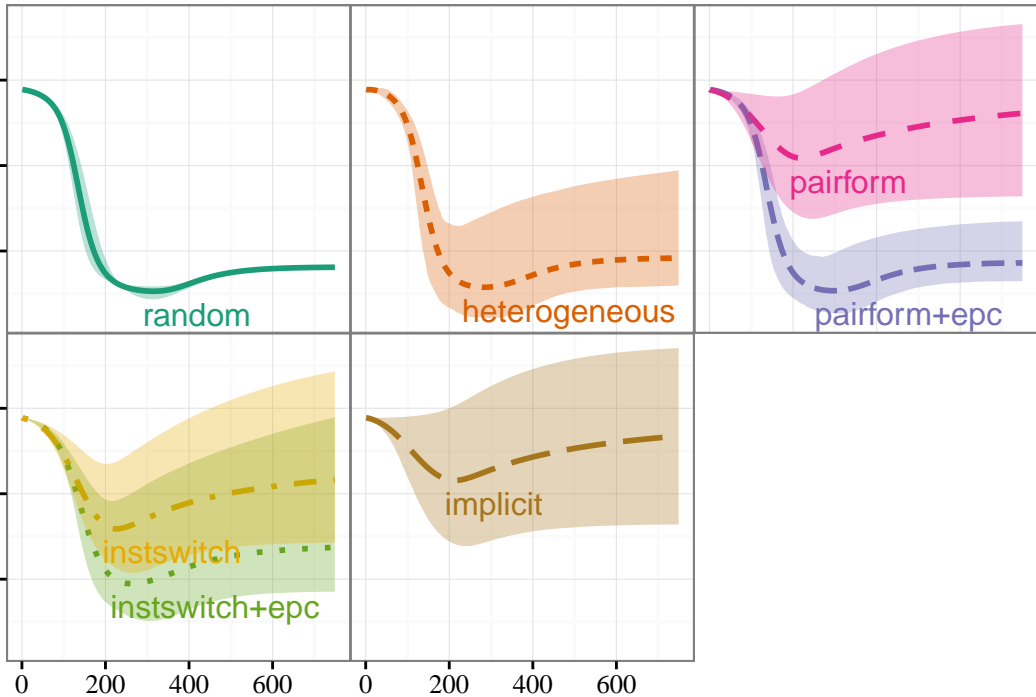 pairform
random
heterogeneous
pairform+epc
implicit
instswitch
instswitch+epc
0 200 400 600
0 200 400 600